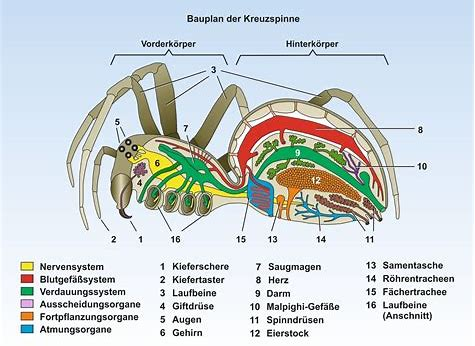 Bauplan der Kreuzspinne
Vorderkörper
Hinterkörper
3
5
6
7
4
8
9
10
12
2
1
16
15
13
14
11
Nervensystem
Blutgefäßsystem
Verdauungssystem
Ausscheidungsorgane
Fortpflanzungsorgane
Atmungsorgane
1 Kieferschere
2 Kiefertaster
3 Laufbeine
4 Giftdrüse
5 Augen
6 Gehirn
7 Saugmagen
8 Herz
9 Darm
10 Malpighi-Gefäße
11 Spinndrüsen
12 Eierstock
13 Samentasche
14 Röhrentracheen
15 Fächertrachee
16 Laufbeine
(Anschnitt)